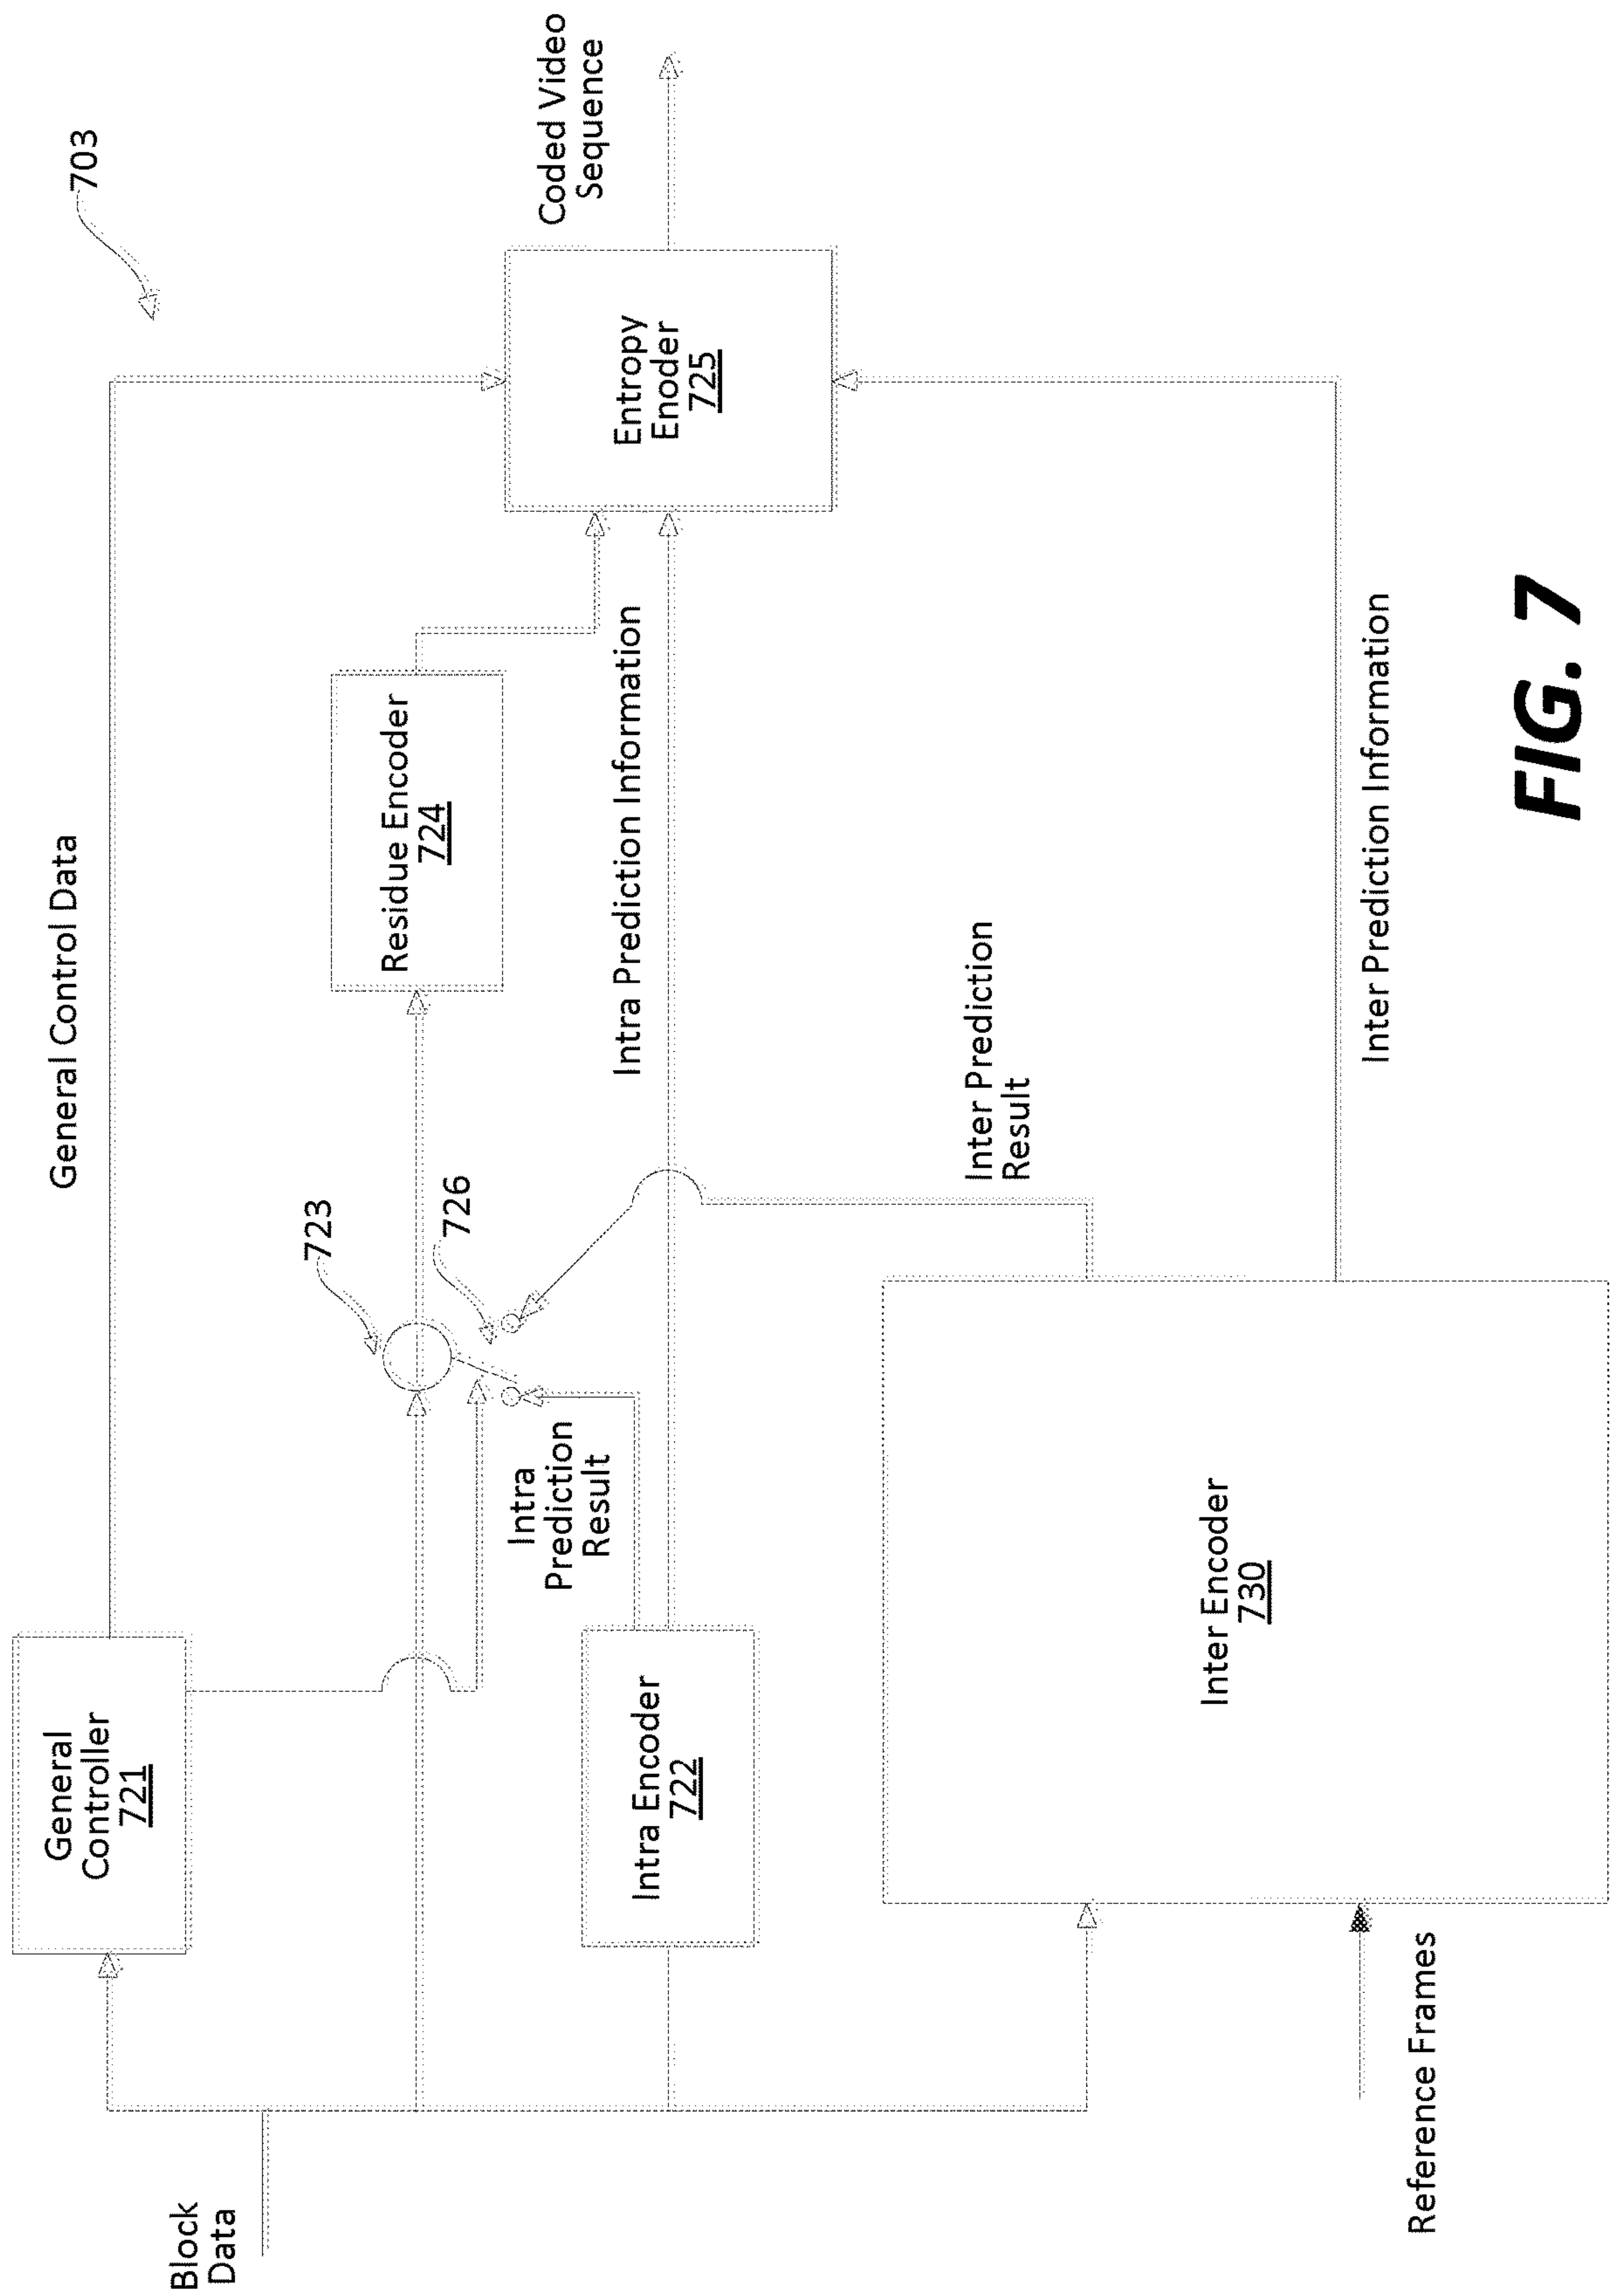 703
General Control Data
General
Controller
721
Block
Data
723
726
Residue Encoder
724
Coded Video
Sequence
Entropy
Enoder
725
Intra
Prediction
Result
Intra Prediction Information
Intra Encoder
722
Inter Prediction
Result
Inter Encoder
730
Inter Prediction Information
Reference Frames
FIG. 7